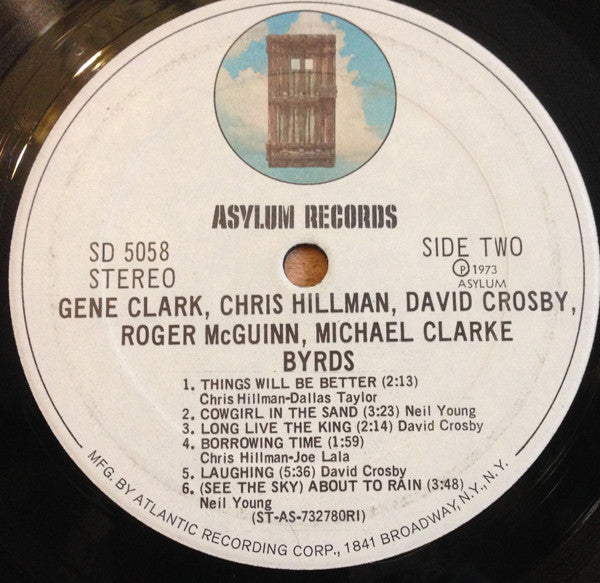 ASYLUM RECORDS
SD 5058
STEREO
SIDE TWO
Ⓟ 1973
ASYLUM
GENE CLARK, CHRIS HILLMAN, DAVID CROSBY,
ROGER McGUINN, MICHAEL CLARKE
BYRDS
1. THINGS WILL BE BETTER (2:13)
Chris Hillman-Dallas Taylor
2. COWGIRL IN THE SAND (3:23) Neil Young
3. LONG LIVE THE KING (2:14) David Crosby
4. BORROWING TIME (1:59)
Chris Hillman-Joe Lala
5. LAUGHING (5:36) David Crosby
6. (SEE THE SKY) ABOUT TO RAIN (3:48)
Neil Young
(ST-AS-732780RI)
MFG. BY ATLANTIC RECORDING CORP., 1841 BROADWAY, N.Y., N.Y.